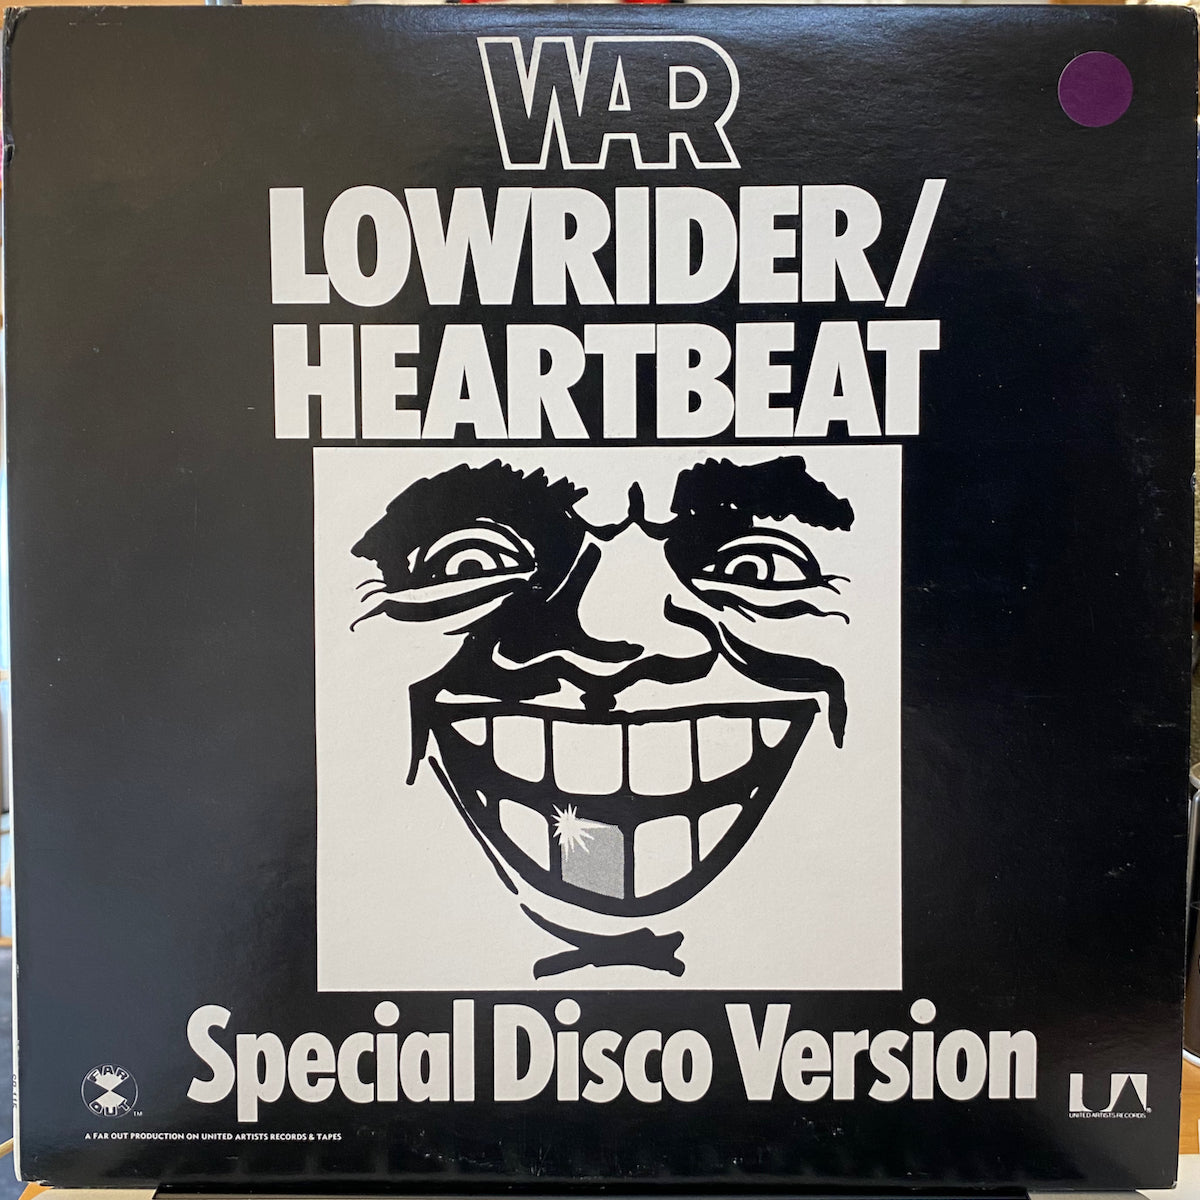 WAR
LOWRIDER/
HEARTBEAT
Special Disco Version
FAR
OUT
TM
A FAR OUT PRODUCTION ON UNITED ARTISTS RECORDS & TAPES
UA
UNITED ARTISTS RECORDS
®